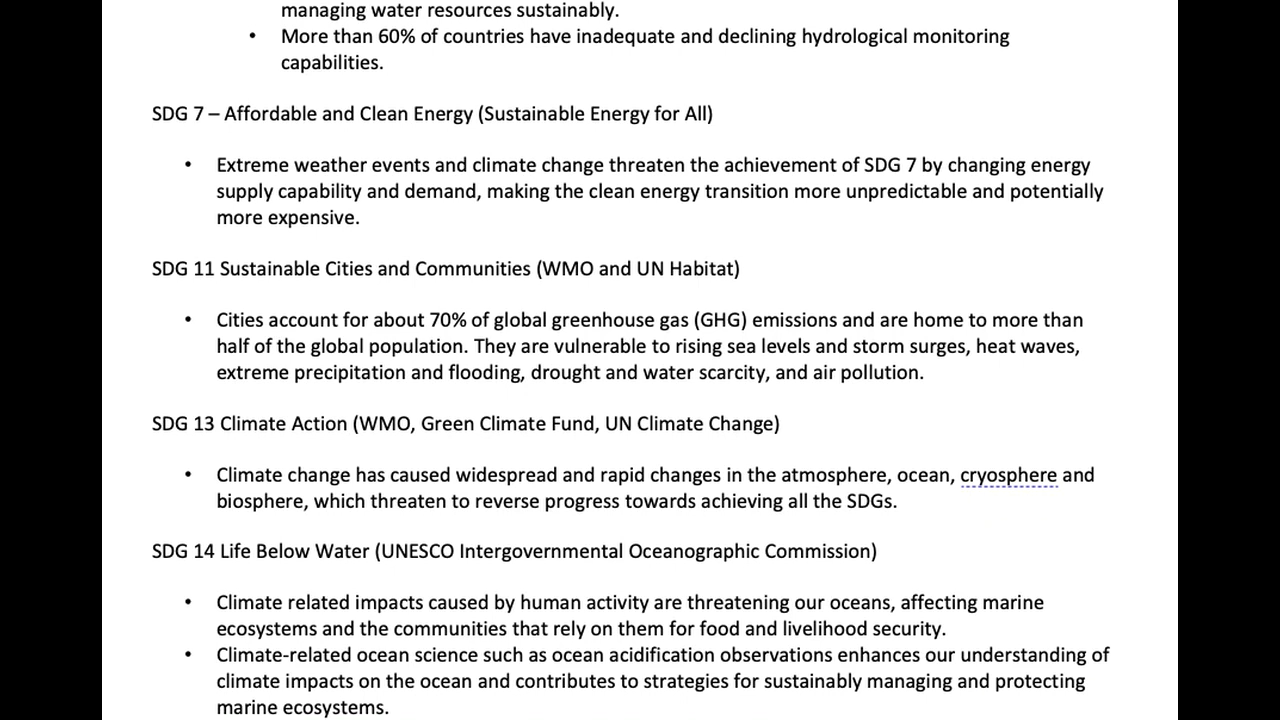 managing water resources sustainably.
• More than 60% of countries have inadequate and declining hydrological monitoring
capabilities.
SDG 7 – Affordable and Clean Energy (Sustainable Energy for All)
• Extreme weather events and climate change threaten the achievement of SDG 7 by changing energy
supply capability and demand, making the clean energy transition more unpredictable and potentially
more expensive.
SDG 11 Sustainable Cities and Communities (WMO and UN Habitat)
• Cities account for about 70% of global greenhouse gas (GHG) emissions and are home to more than
half of the global population. They are vulnerable to rising sea levels and storm surges, heat waves,
extreme precipitation and flooding, drought and water scarcity, and air pollution.
SDG 13 Climate Action (WMO, Green Climate Fund, UN Climate Change)
• Climate change has caused widespread and rapid changes in the atmosphere, ocean, cryosphere and
biosphere, which threaten to reverse progress towards achieving all the SDGs.
SDG 14 Life Below Water (UNESCO Intergovernmental Oceanographic Commission)
• Climate related impacts caused by human activity are threatening our oceans, affecting marine
ecosystems and the communities that rely on them for food and livelihood security.
• Climate-related ocean science such as ocean acidification observations enhances our understanding of
climate impacts on the ocean and contributes to strategies for sustainably managing and protecting
marine ecosystems.